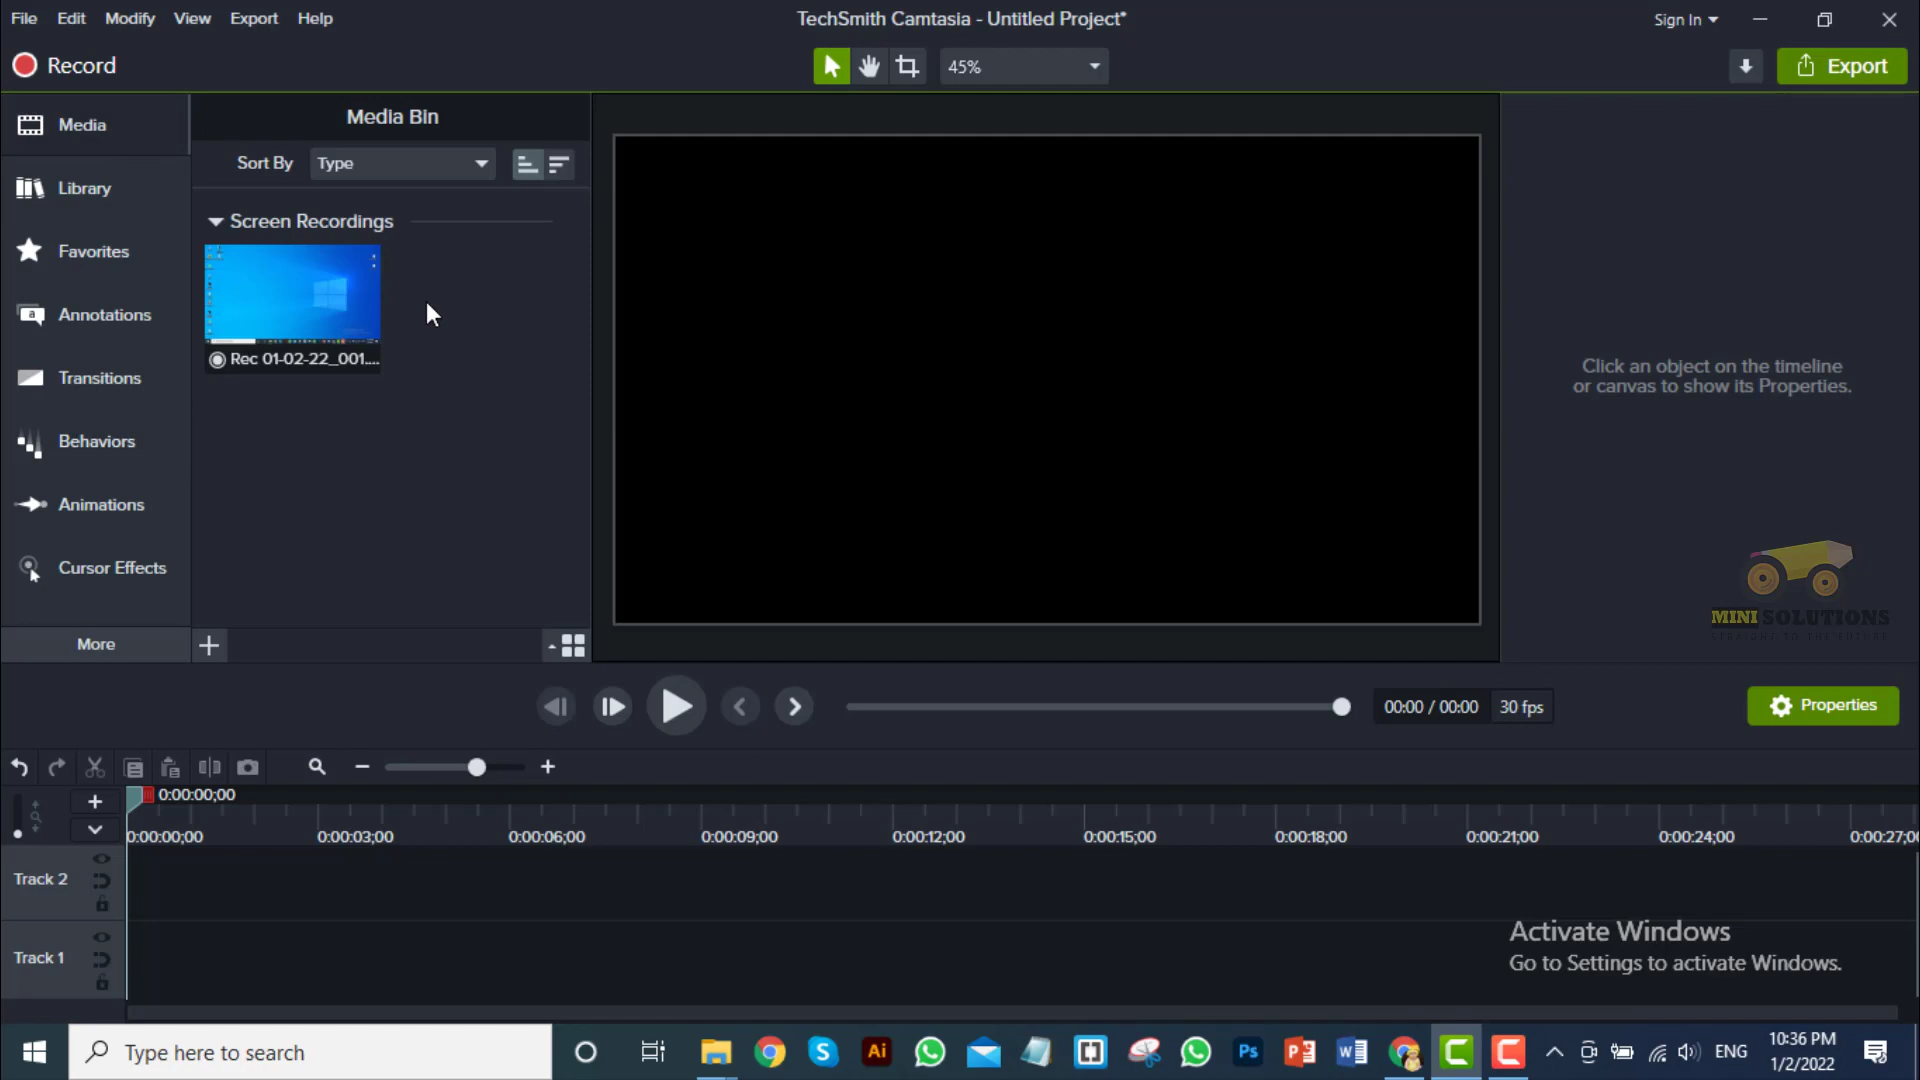 File Edit Modify View Export Help
TechSmith Camtasia - Untitled Project*
Sign In
Record
45%
Export
Media
Library
Favorites
Annotations
Transitions
Behaviors
Animations
Cursor Effects
More
Media Bin
Sort By Type
Screen Recordings
Rec 01-02-22_001....
Click an object on the timeline
or canvas to show its Properties.
MINI SOLUTIONS
00:00 / 00:00 30 fps
Properties
0:00:00;00
0:00:00;00 0:00:03;00 0:00:06;00 0:00:09;00 0:00:12;00 0:00:15;00 0:00:18;00 0:00:21;00 0:00:24;00 0:00:27;0
Track 2
Track 1
Activate Windows
Go to Settings to activate Windows.
Type here to search
Ai
Ps
ENG
10:36 PM
1/2/2022